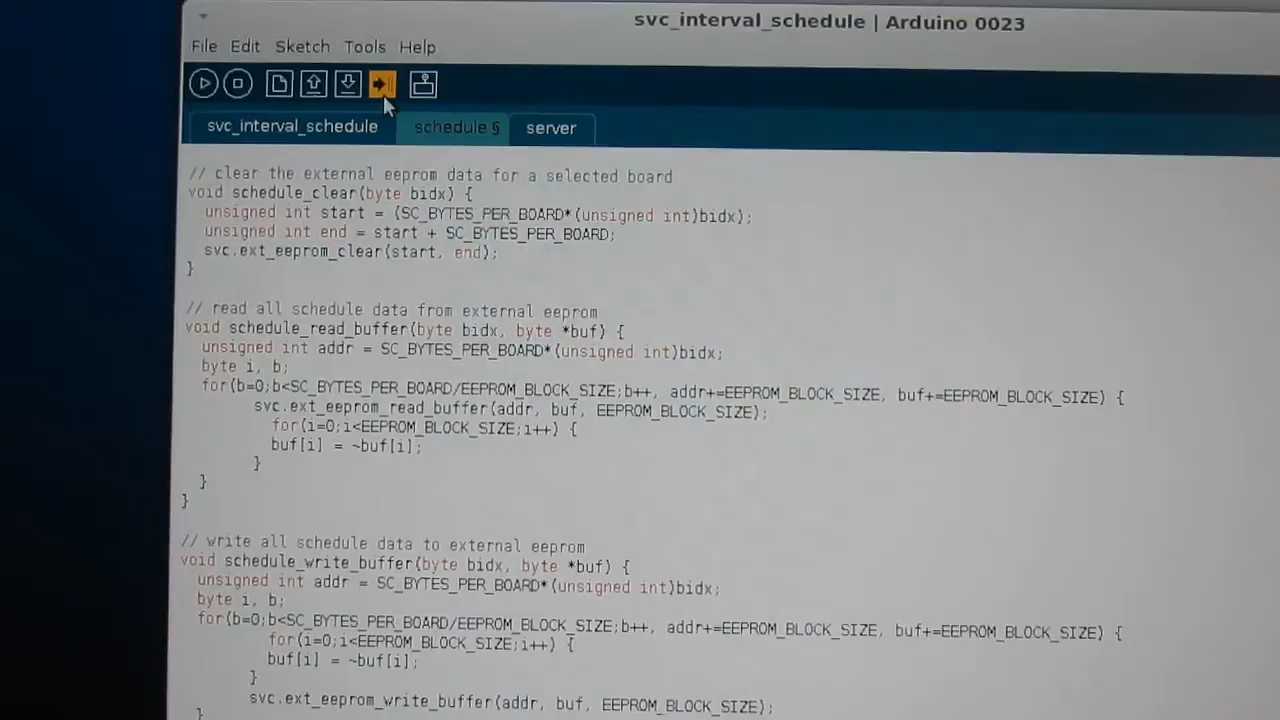 svc_interval_schedule | Arduino 0023
File Edit Sketch Tools Help
svc_interval_schedule schedule § server
// clear the external eeprom data for a selected board
void schedule_clear(byte bidx) {
unsigned int start = (SC_BYTES_PER_BOARD*(unsigned int)bidx);
unsigned int end = start + SC_BYTES_PER_BOARD;
svc.ext_eeprom_clear(start, end);
}
// read all schedule data from external eeprom
void schedule_read_buffer(byte bidx, byte *buf) {
unsigned int addr = SC_BYTES_PER_BOARD*(unsigned int)bidx;
byte i, b;
for(b=0;b<SC_BYTES_PER_BOARD/EEPROM_BLOCK_SIZE;b++, addr+=EEPROM_BLOCK_SIZE, buf+=EEPROM_BLOCK_SIZE) {
svc.ext_eeprom_read_buffer(addr, buf, EEPROM_BLOCK_SIZE);
for(i=0;i<EEPROM_BLOCK_SIZE;i++) {
buf[i] = ~buf[i];
}
}
}
// write all schedule data to external eeprom
void schedule_write_buffer(byte bidx, byte *buf) {
unsigned int addr = SC_BYTES_PER_BOARD*(unsigned int)bidx;
byte i, b;
for(b=0;b<SC_BYTES_PER_BOARD/EEPROM_BLOCK_SIZE;b++, addr+=EEPROM_BLOCK_SIZE, buf+=EEPROM_BLOCK_SIZE) {
for(i=0;i<EEPROM_BLOCK_SIZE;i++) {
buf[i] = ~buf[i];
}
svc.ext_eeprom_write_buffer(addr, buf, EEPROM_BLOCK_SIZE);
}